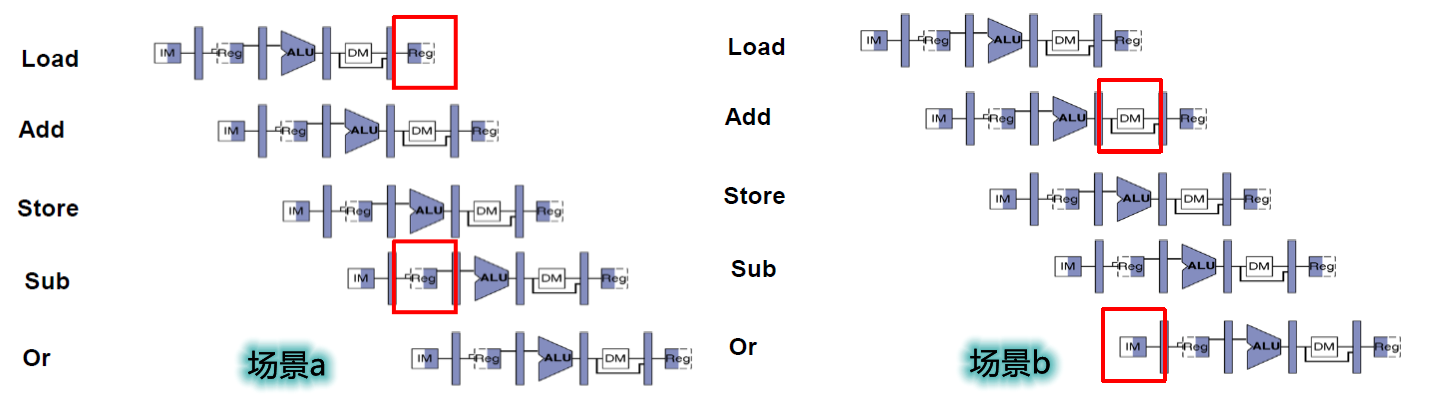 Load IM Reg ALU DM Reg
Add IM Reg ALU DM Reg
Store IM Reg ALU DM Reg
Sub IM Reg ALU DM Reg
Or IM Reg ALU DM Reg
场景a
Load IM Reg ALU DM Reg
Add IM Reg ALU DM Reg
Store IM Reg ALU DM Reg
Sub IM Reg ALU DM Reg
Or IM Reg ALU DM Reg
场景b